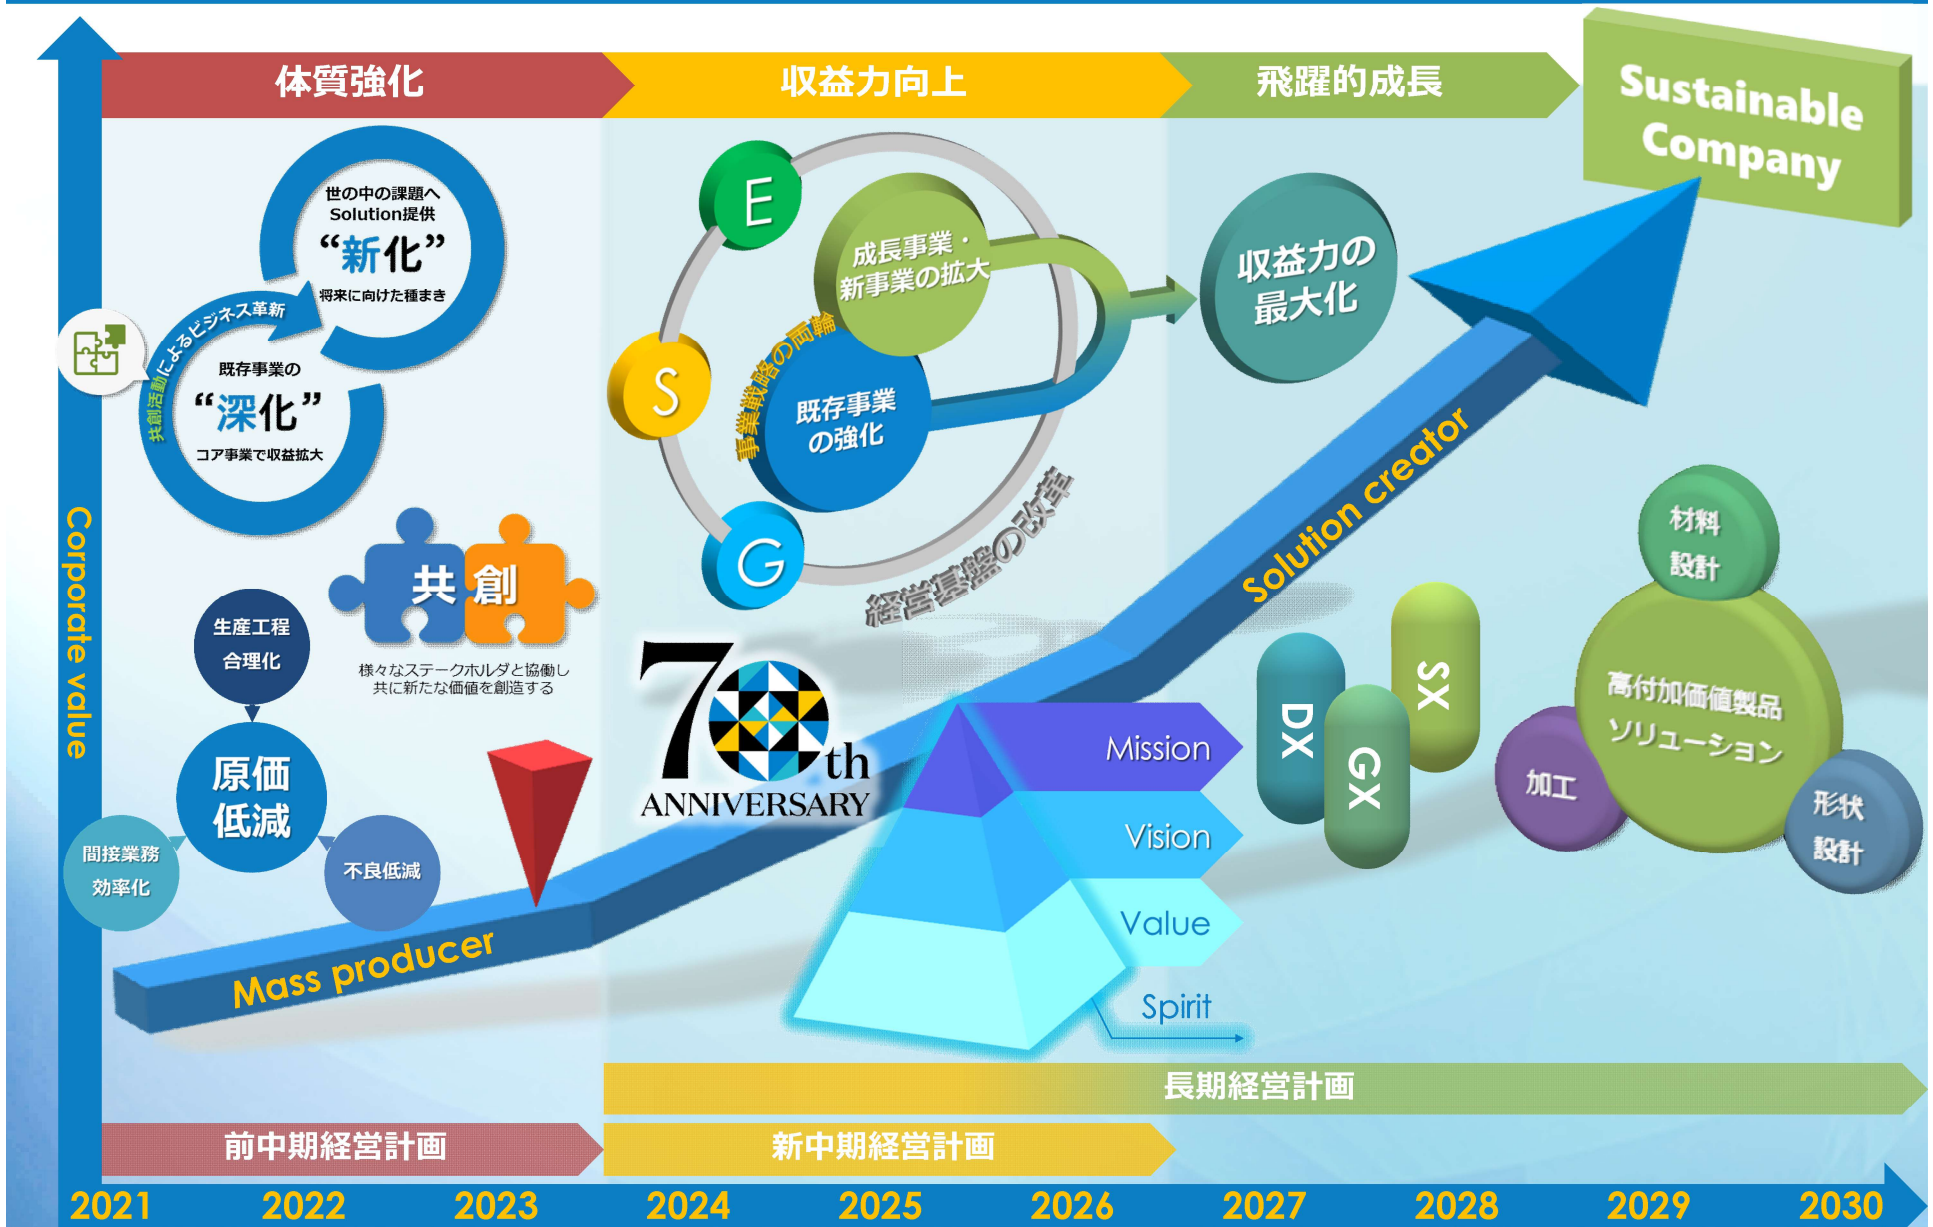 体質強化
収益力向上
飛躍的成長
Sustainable
Company
Corporate value
世の中の課題へ
Solution提供
“新化”
将来に向けた種まき
共創活動によるビジネス革新
既存事業の
“深化”
コア事業で収益拡大
共創
様々なステークホルダと協働し
共に新たな価値を創造する
生産工程
合理化
原価
低減
間接業務
効率化
不良低減
Mass producer
E
S
G
成長事業・
新事業の拡大
事業戦略の両輪
既存事業
の強化
経営基盤の改革
収益力の
最大化
70th
ANNIVERSARY
Mission
Vision
Value
Spirit
Solution creator
DX
GX
SX
材料
設計
高付加価値製品
ソリューション
加工
形状
設計
長期経営計画
前中期経営計画
新中期経営計画
2021 2022 2023 2024 2025 2026 2027 2028 2029 2030